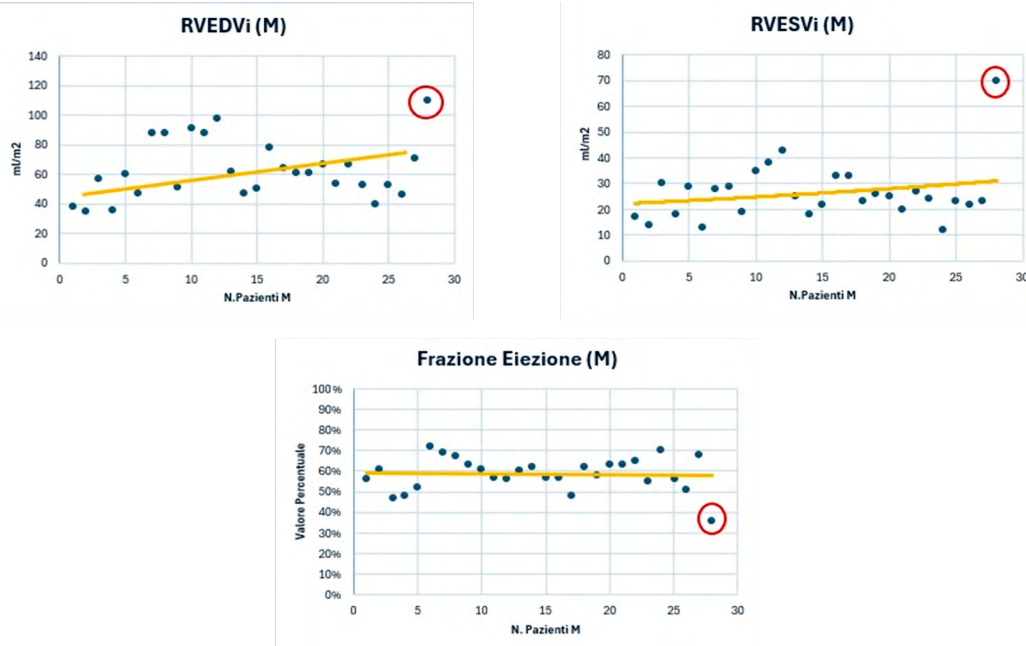 RVEDVi (M)
140
120
100
80
60
40
20
0
ml/m2
0 5 10 15 20 25 30
N.Pazienti M
RVESVi (M)
80
70
60
50
40
30
20
10
0
ml/m2
0 5 10 15 20 25 30
N.Pazienti M
Frazione Eiezione (M)
100%
90%
80%
70%
60%
50%
40%
30%
20%
10%
0%
Valore Percentuale
0 5 10 15 20 25 30
N. Pazienti M